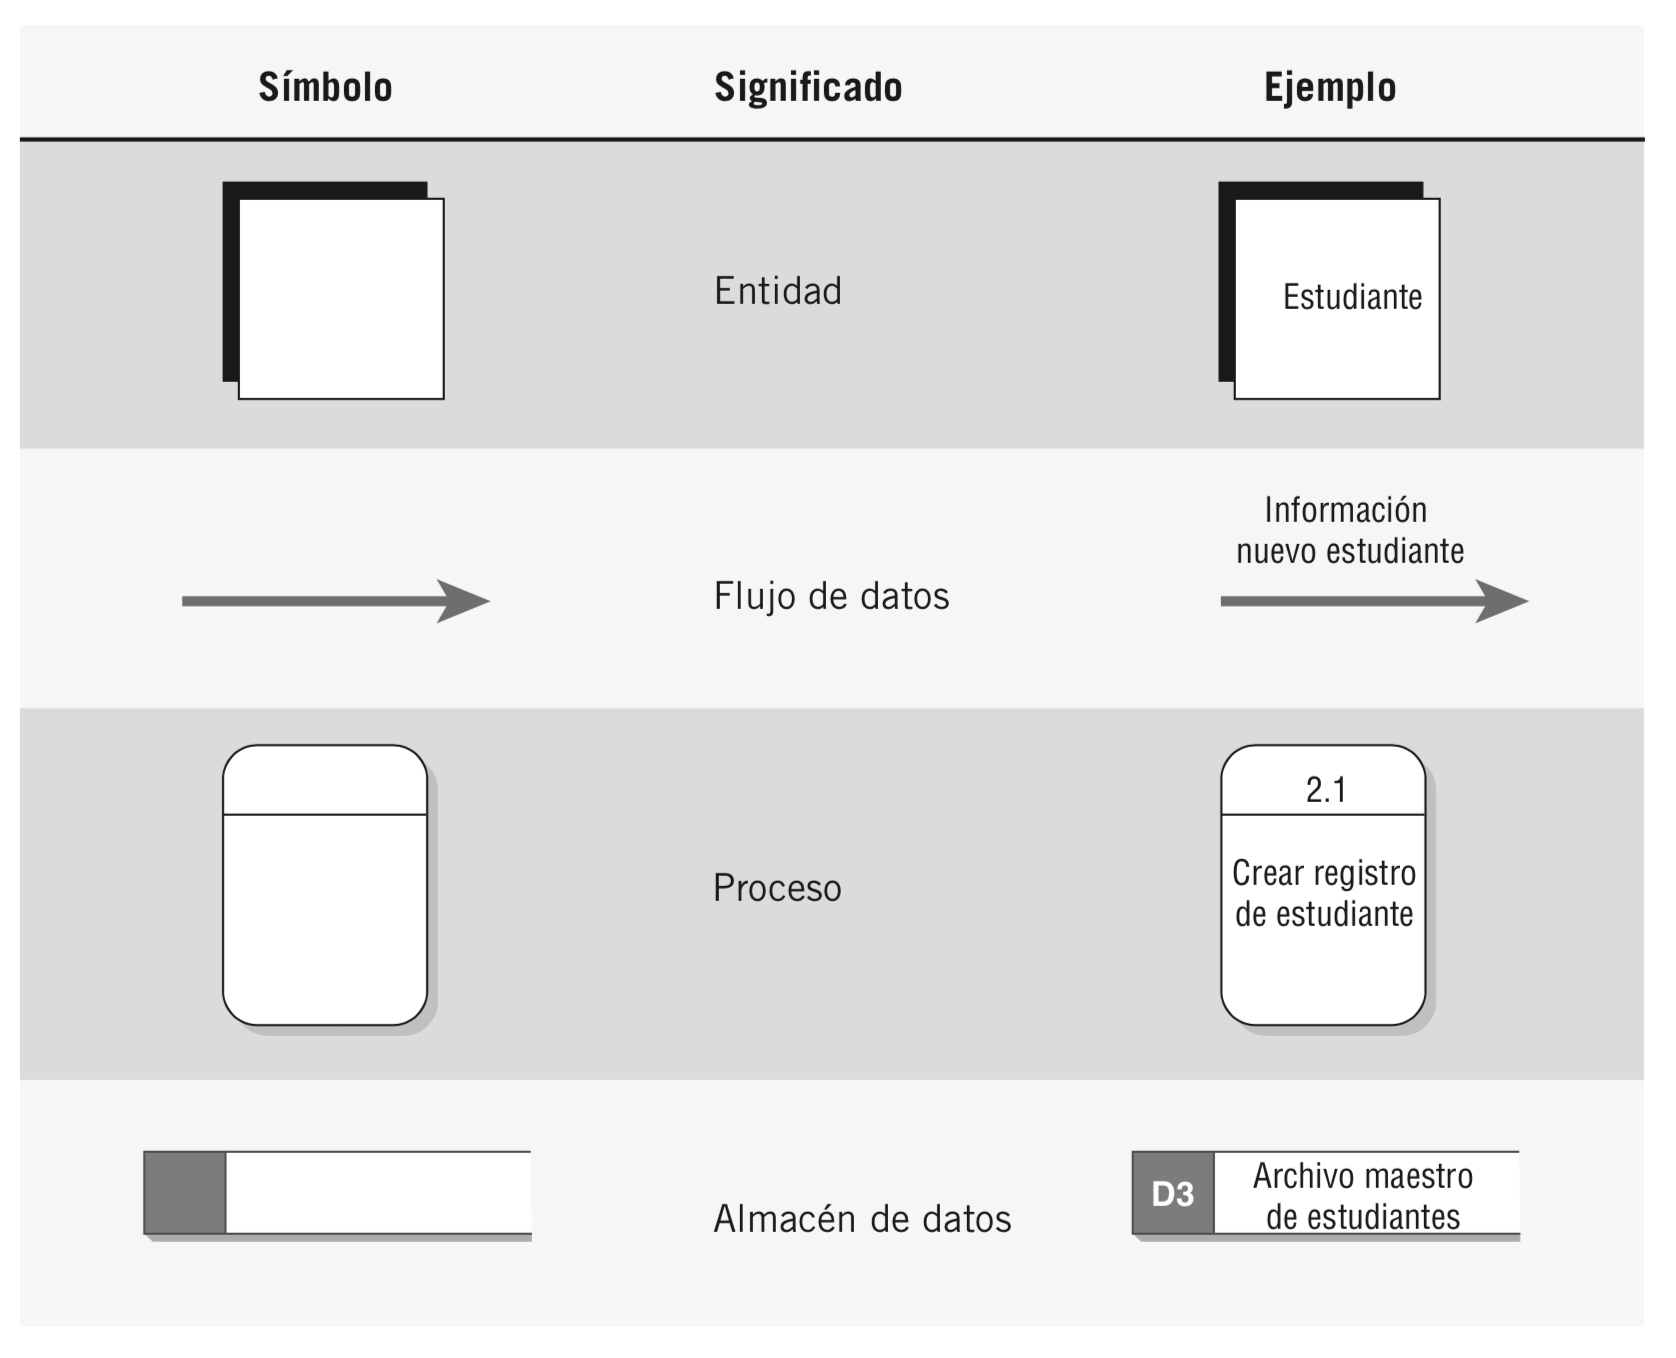 Símbolo Significado Ejemplo
Entidad
Estudiante
Información
nuevo estudiante
Flujo de datos
2.1
Crear registro
de estudiante
Proceso
D3
Archivo maestro
de estudiantes
Almacén de datos